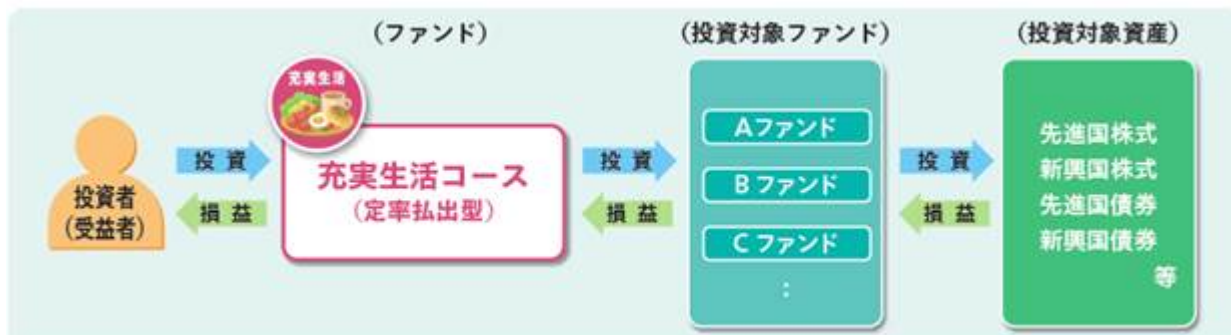 (ファンド)
(投資対象ファンド)
(投資対象資産)
充実生活
投資者
(受益者)
投資
損益
充実生活コース
(定率払出型)
投資
損益
Aファンド
Bファンド
Cファンド
:
投資
損益
先進国株式
新興国株式
先進国債券
新興国債券
等